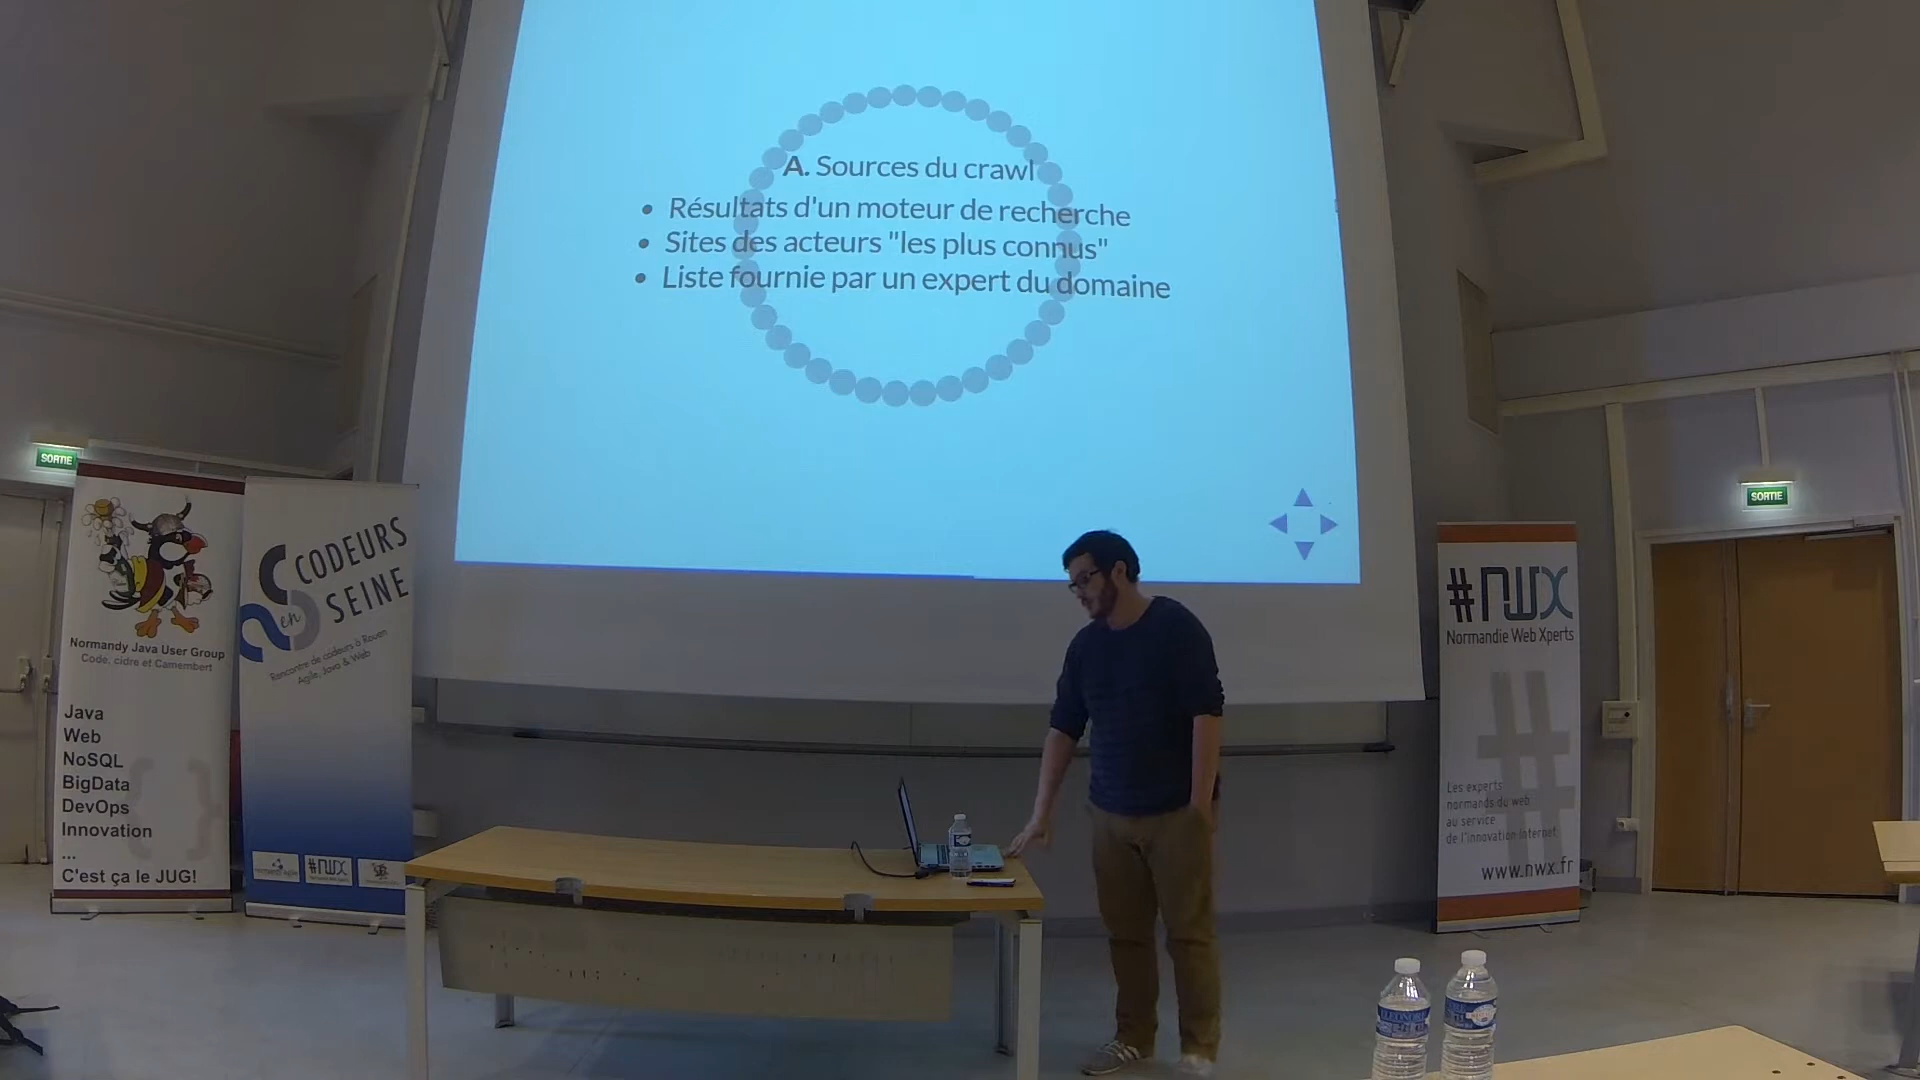 A. Sources du crawl
• Résultats d'un moteur de recherche
• Sites des acteurs "les plus connus"
• Liste fournie par un expert du domaine
SORTIE
SORTIE
Normandy Java User Group
Code, cidre et Camembert
Java
Web
NoSQL
BigData
DevOps
Innovation
...
C'est ça le JUG!
CODEURS
en
SEINE
Rencontre de codeurs à Rouen
Agile, Java & Web
#NWX
#NWX
Normandie Web Xperts
Les experts
normands du web
au service
de l'innovation Internet
www.nwx.fr